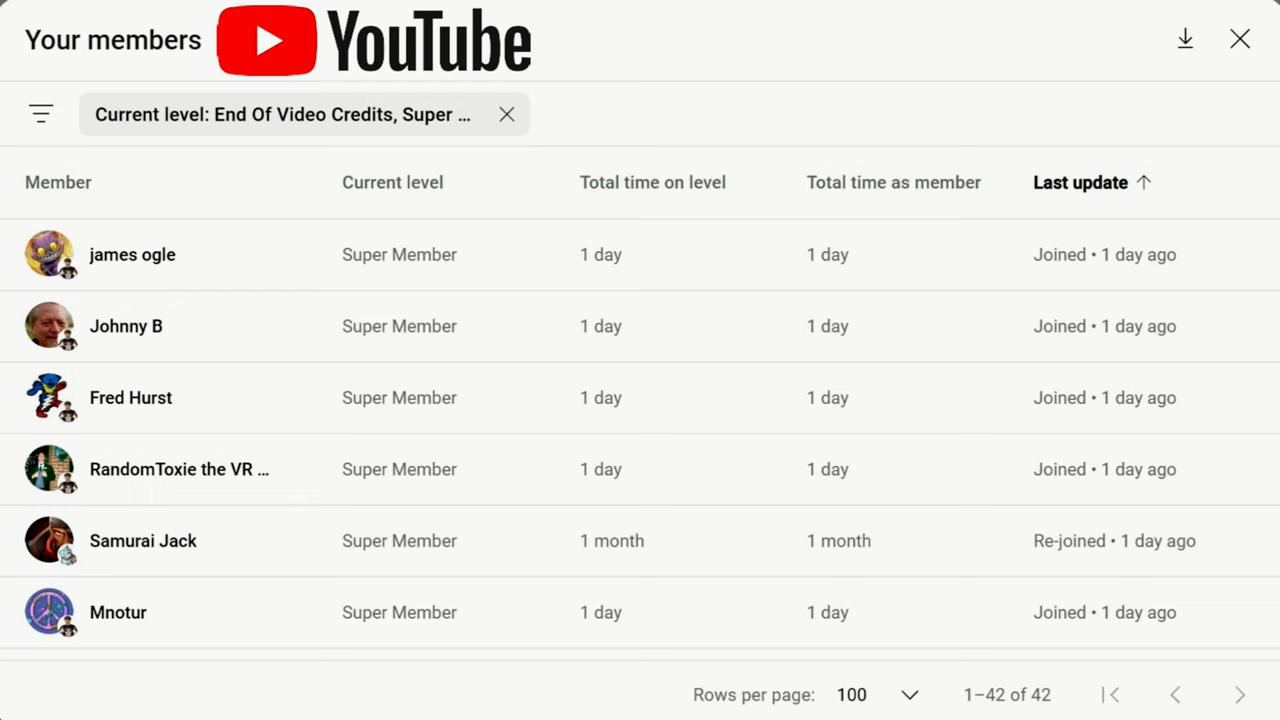 Your members YouTube
Current level: End Of Video Credits, Super ...
Member Current level Total time on level Total time as member Last update
james ogle Super Member 1 day 1 day Joined • 1 day ago
Johnny B Super Member 1 day 1 day Joined • 1 day ago
Fred Hurst Super Member 1 day 1 day Joined • 1 day ago
RandomToxie the VR ... Super Member 1 day 1 day Joined • 1 day ago
Samurai Jack Super Member 1 month 1 month Re-joined • 1 day ago
Mnotur Super Member 1 day 1 day Joined • 1 day ago
Rows per page: 100 1–42 of 42